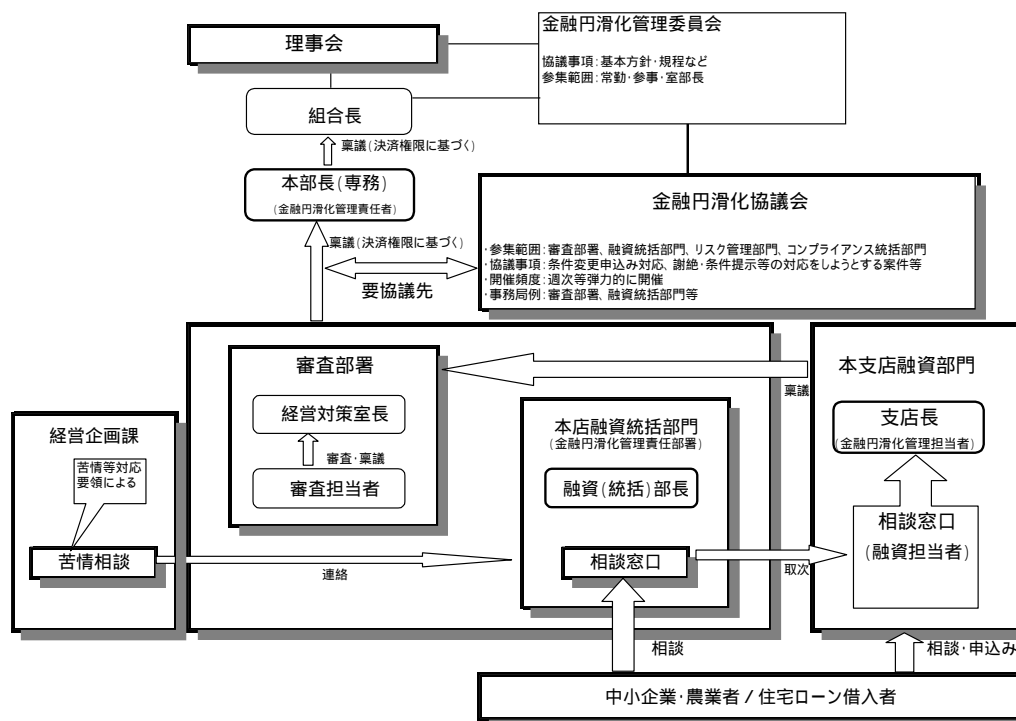 理事会
金融円滑化管理委員会
協議事項:基本方針・規程など
参集範囲:常勤・参事・室部長
組合長
稟議(決済権限に基づく)
本部長(専務)
(金融円滑化管理責任者)
稟議(決済権限に基づく)
要協議先
金融円滑化協議会
・参集範囲:審査部署、融資統括部門、リスク管理部門、コンプライアンス統括部門
・協議事項:条件変更申込み対応、謝絶・条件提示等の対応をしようとする案件等
・開催頻度:週次等弾力的に開催
・事務局例:審査部署、融資統括部門等
審査部署
経営対策室長
審査・稟議
審査担当者
稟議
本支店融資部門
支店長
(金融円滑化管理担当者)
相談窓口
(融資担当者)
経営企画課
苦情等対応
要領による
苦情相談
連絡
本店融資統括部門
(金融円滑化管理責任部署)
融資(統括)部長
相談窓口
取次
相談
相談・申込み
中小企業・農業者 / 住宅ローン借入者